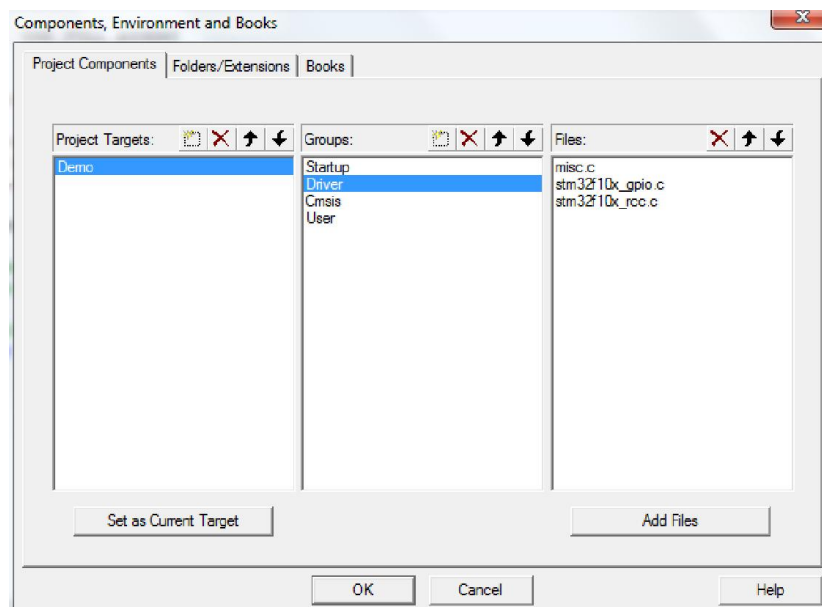 Components, Environment and Books
Project Components Folders/Extensions Books
Project Targets: Groups: Files:
Demo
Startup
Driver
Cmsis
User
misc.c
stm32f10x_gpio.c
stm32f10x_rcc.c
Set as Current Target Add Files
OK Cancel Help